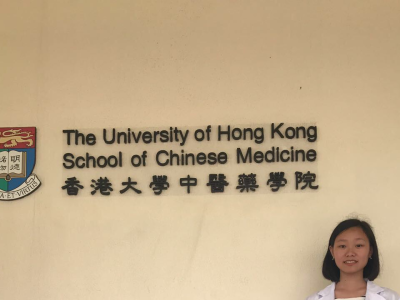 The University of Hong Kong
School of Chinese Medicine
香港大學中醫藥學院